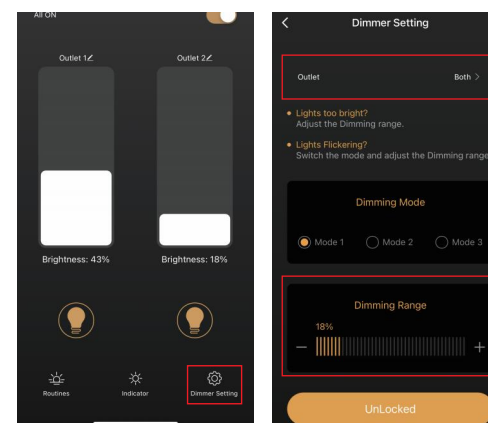 All ON
Outlet 1
Outlet 2
Brightness: 43%
Brightness: 18%
Routines
Indicator
Dimmer Setting
Dimmer Setting
Outlet
Both >
• Lights too bright?
Adjust the Dimming range.
• Lights Flickering?
Switch the mode and adjust the Dimming range
Dimming Mode
Mode 1
Mode 2
Mode 3
Dimming Range
18%
UnLocked